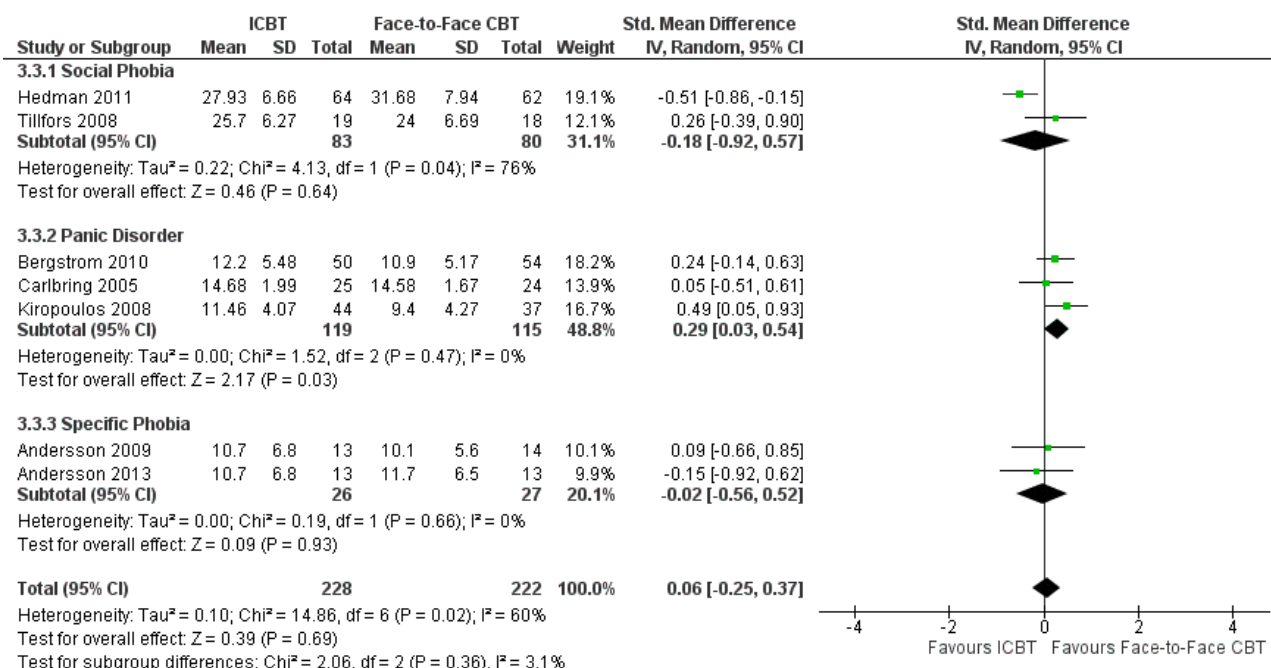 ICBT Face-to-Face CBT Std. Mean Difference Std. Mean Difference
Study or Subgroup Mean SD Total Mean SD Total Weight IV, Random, 95% CI IV, Random, 95% CI
3.3.1 Social Phobia
Hedman 2011 27.93 6.66 64 31.68 7.94 62 19.1% -0.51 [-0.86, -0.15]
Tillfors 2008 25.7 6.27 19 24 6.69 18 12.1% 0.26 [-0.39, 0.90]
Subtotal (95% CI) 83 80 31.1% -0.18 [-0.92, 0.57]
Heterogeneity: Tau² = 0.22; Chi² = 4.13, df = 1 (P = 0.04); I² = 76%
Test for overall effect: Z = 0.46 (P = 0.64)
3.3.2 Panic Disorder
Bergstrom 2010 12.2 5.48 50 10.9 5.17 54 18.2% 0.24 [-0.14, 0.63]
Carlbring 2005 14.68 1.99 25 14.58 1.67 24 13.9% 0.05 [-0.51, 0.61]
Kiropoulos 2008 11.46 4.07 44 9.4 4.27 37 16.7% 0.49 [0.05, 0.93]
Subtotal (95% CI) 119 115 48.8% 0.29 [0.03, 0.54]
Heterogeneity: Tau² = 0.00; Chi² = 1.52, df = 2 (P = 0.47); I² = 0%
Test for overall effect: Z = 2.17 (P = 0.03)
3.3.3 Specific Phobia
Andersson 2009 10.7 6.8 13 10.1 5.6 14 10.1% 0.09 [-0.66, 0.85]
Andersson 2013 10.7 6.8 13 11.7 6.5 13 9.9% -0.15 [-0.92, 0.62]
Subtotal (95% CI) 26 27 20.1% -0.02 [-0.56, 0.52]
Heterogeneity: Tau² = 0.00; Chi² = 0.19, df = 1 (P = 0.66); I² = 0%
Test for overall effect: Z = 0.09 (P = 0.93)
Total (95% CI) 228 222 100.0% 0.06 [-0.25, 0.37]
Heterogeneity: Tau² = 0.10; Chi² = 14.86, df = 6 (P = 0.02); I² = 60%
Test for overall effect: Z = 0.39 (P = 0.69)
Test for subgroup differences: Chi² = 2.06, df = 2 (P = 0.36), I² = 3.1%
-4 -2 0 2 4
Favours ICBT Favours Face-to-Face CBT